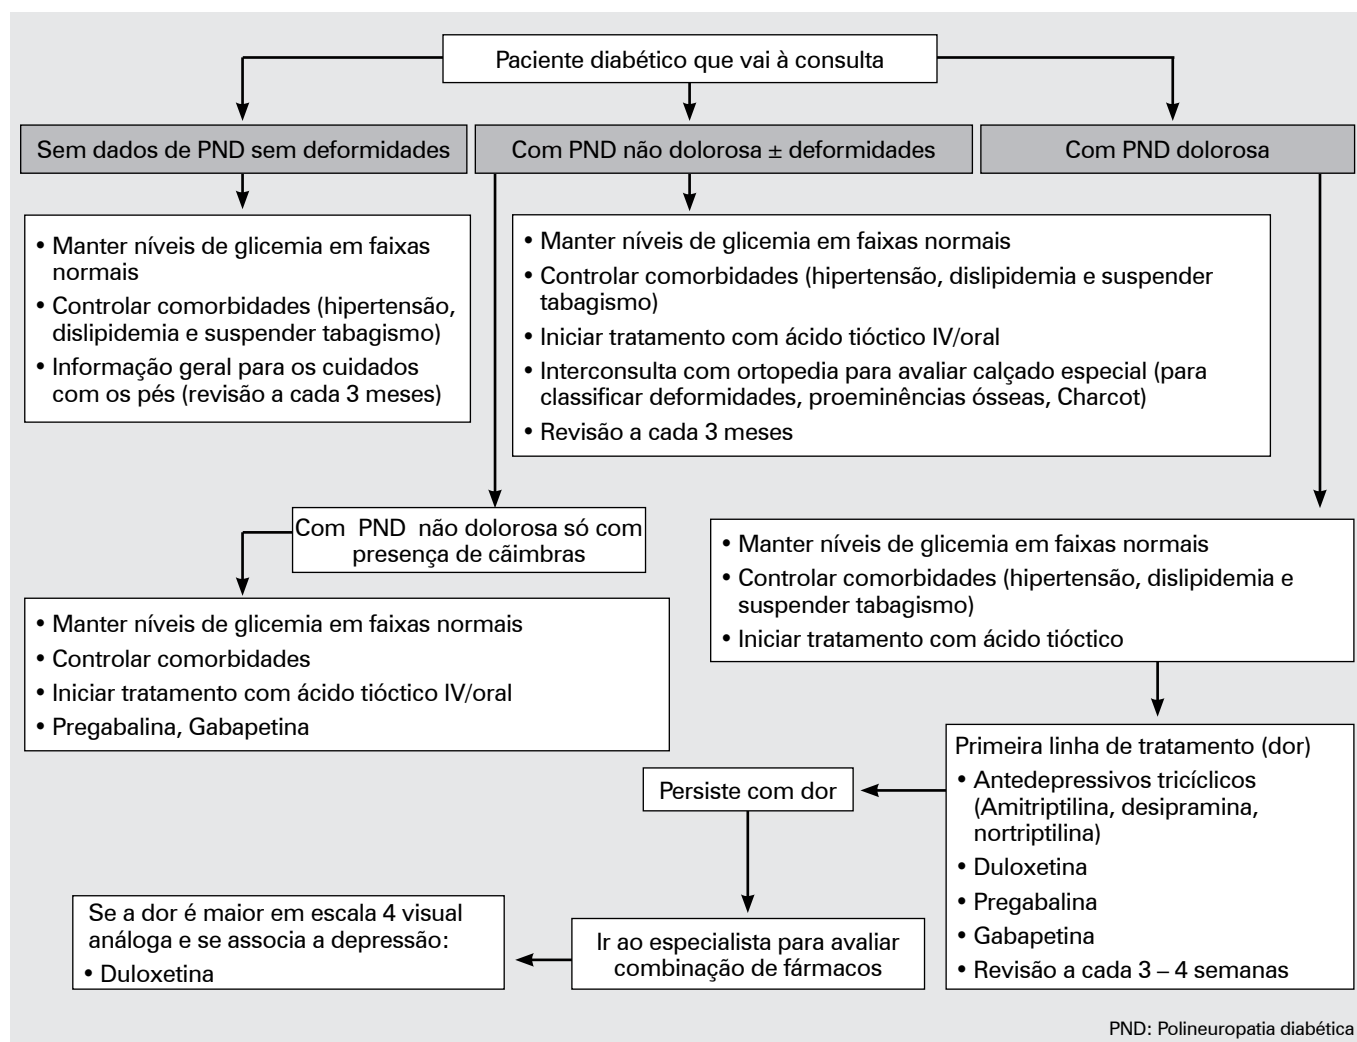 Paciente diabético que vai à consulta
Sem dados de PND sem deformidades
Com PND não dolorosa ± deformidades
Com PND dolorosa
• Manter níveis de glicemia em faixas
normais
• Controlar comorbidades (hipertensão,
dislipidemia e suspender tabagismo)
• Informação geral para os cuidados
com os pés (revisão a cada 3 meses)
• Manter níveis de glicemia em faixas normais
• Controlar comorbidades (hipertensão, dislipidemia e suspender
tabagismo)
• Iniciar tratamento com ácido tióctico IV/oral
• Interconsulta com ortopedia para avaliar calçado especial (para
classificar deformidades, proeminências ósseas, Charcot)
• Revisão a cada 3 meses
Com PND não dolorosa só com
presença de cãimbras
• Manter níveis de glicemia em faixas normais
• Controlar comorbidades
• Iniciar tratamento com ácido tióctico IV/oral
• Pregabalina, Gabapetina
• Manter níveis de glicemia em faixas normais
• Controlar comorbidades (hipertensão, dislipidemia e
suspender tabagismo)
• Iniciar tratamento com ácido tióctico
Primeira linha de tratamento (dor)
• Antedepressivos tricíclicos
(Amitriptilina, desipramina,
nortriptilina)
• Duloxetina
• Pregabalina
• Gabapetina
• Revisão a cada 3 – 4 semanas
Persiste com dor
Ir ao especialista para avaliar
combinação de fármacos
Se a dor é maior em escala 4 visual
análoga e se associa a depressão:
• Duloxetina
PND: Polineuropatia diabética